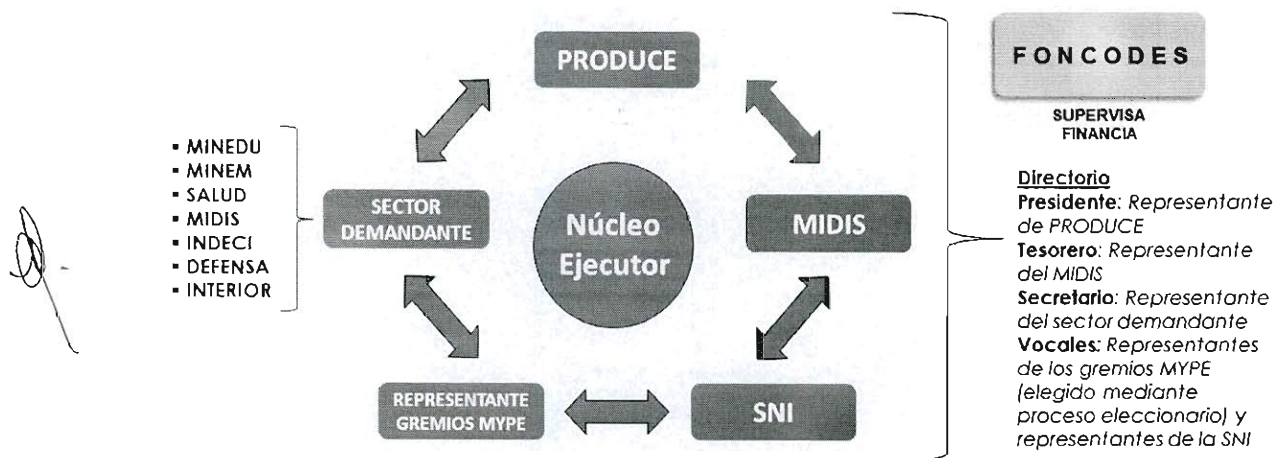 PRODUCE
FONCODES
SUPERVISA
FINANCIA
▪ MINEDU
▪ MINEM
▪ SALUD
▪ MIDIS
▪ INDECI
▪ DEFENSA
▪ INTERIOR
SECTOR
DEMANDANTE
Núcleo
Ejecutor
MIDIS
REPRESENTANTE
GREMIOS MYPE
SNI
Directorio
Presidente: Representante
de PRODUCE
Tesorero: Representante
del MIDIS
Secretario: Representante
del sector demandante
Vocales: Representantes
de los gremios MYPE
(elegido mediante
proceso eleccionario) y
representantes de la SNI